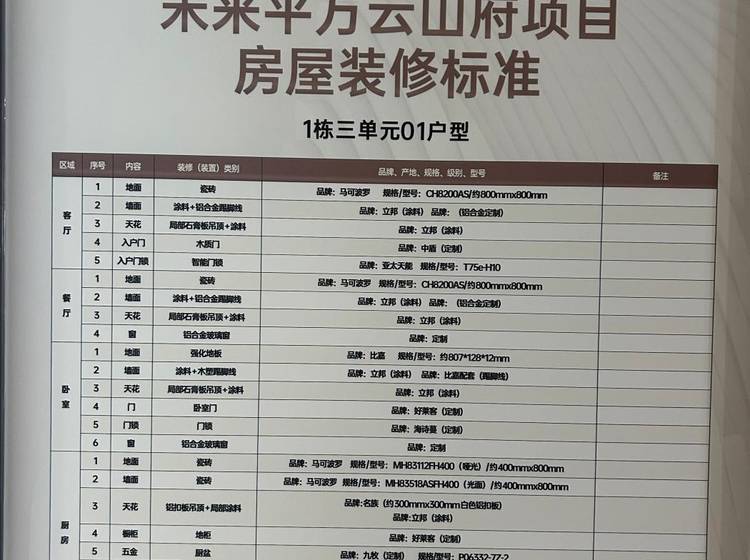 未来平方云山府项目
房屋装修标准
1栋三单元01户型
区域 序号 内容 装修（装置）类别 品牌、产地、规格、级别、型号 备注
客厅 1 地面 瓷砖 品牌：马可波罗 规格/型号：CH8200AS/约800mmx800mm
2 墙面 涂料+铝合金踢脚线 品牌：立邦（涂料） 品牌：（铝合金定制）
3 天花 局部石膏板吊顶+涂料 品牌：立邦（涂料）
4 入户门 木质门 品牌：中盾（定制）
5 入户门锁 智能门锁 品牌：亚太天能 规格/型号：T75e-H10
餐厅 1 地面 瓷砖 品牌：马可波罗 规格/型号：CH8200AS/约800mmx800mm
2 墙面 涂料+铝合金踢脚线 品牌：立邦（涂料） 品牌：（铝合金定制）
3 天花 局部石膏板吊顶+涂料 品牌：立邦（涂料）
4 窗 铝合金玻璃窗 品牌：定制
卧室 1 地面 强化地板 品牌：比嘉 规格/型号：约807*128*12mm
2 墙面 涂料+木塑踢脚线 品牌：立邦（涂料） 品牌：比嘉配套（踢脚线）
3 天花 局部石膏板吊顶+涂料 品牌：立邦（涂料）
4 门 卧室门 品牌：好莱客（定制）
5 门锁 门锁 品牌：海诗曼（定制）
6 窗 铝合金玻璃窗 品牌：定制
厨房 1 地面 瓷砖 品牌：马可波罗 规格/型号：MH83112FH400（哑光）/约400mmx800mm
2 墙面 瓷砖 品牌：马可波罗 规格/型号：MH83518ASFH400（光面）/约400mmx800mm
3 天花 铝扣板吊顶+局部涂料 品牌:名族（约300mmx300mm白色铝扣板）
品牌:立邦（涂料）
4 橱柜 地柜 品牌：好莱客（定制）
5 五金 厨盆 品牌：九牧（定制） 规格/型号：P06332-7Z-2